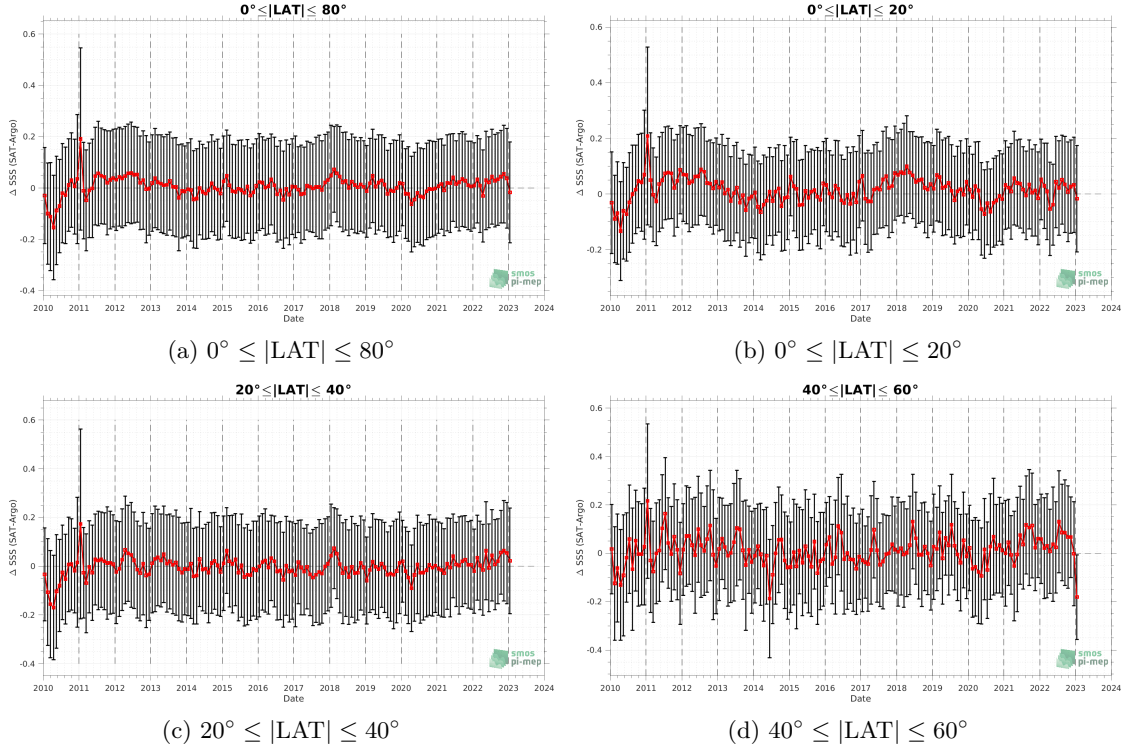 0°≤|LAT|≤ 80°
Δ SSS (SAT-Argo)
0.6
0.4
0.2
0
-0.2
-0.4
2010 2011 2012 2013 2014 2015 2016 2017 2018 2019 2020 2021 2022 2023 2024
Date
smos
pi-mep
(a) 0° ≤ |LAT| ≤ 80°
0°≤|LAT|≤ 20°
Δ SSS (SAT-Argo)
0.6
0.4
0.2
0
-0.2
2010 2011 2012 2013 2014 2015 2016 2017 2018 2019 2020 2021 2022 2023 2024
Date
smos
pi-mep
(b) 0° ≤ |LAT| ≤ 20°
20°≤|LAT|≤ 40°
Δ SSS (SAT-Argo)
0.6
0.4
0.2
0
-0.2
-0.4
2010 2011 2012 2013 2014 2015 2016 2017 2018 2019 2020 2021 2022 2023 2024
Date
smos
pi-mep
(c) 20° ≤ |LAT| ≤ 40°
40°≤|LAT|≤ 60°
Δ SSS (SAT-Argo)
0.6
0.4
0.2
0
-0.2
-0.4
2010 2011 2012 2013 2014 2015 2016 2017 2018 2019 2020 2021 2022 2023 2024
Date
smos
pi-mep
(d) 40° ≤ |LAT| ≤ 60°